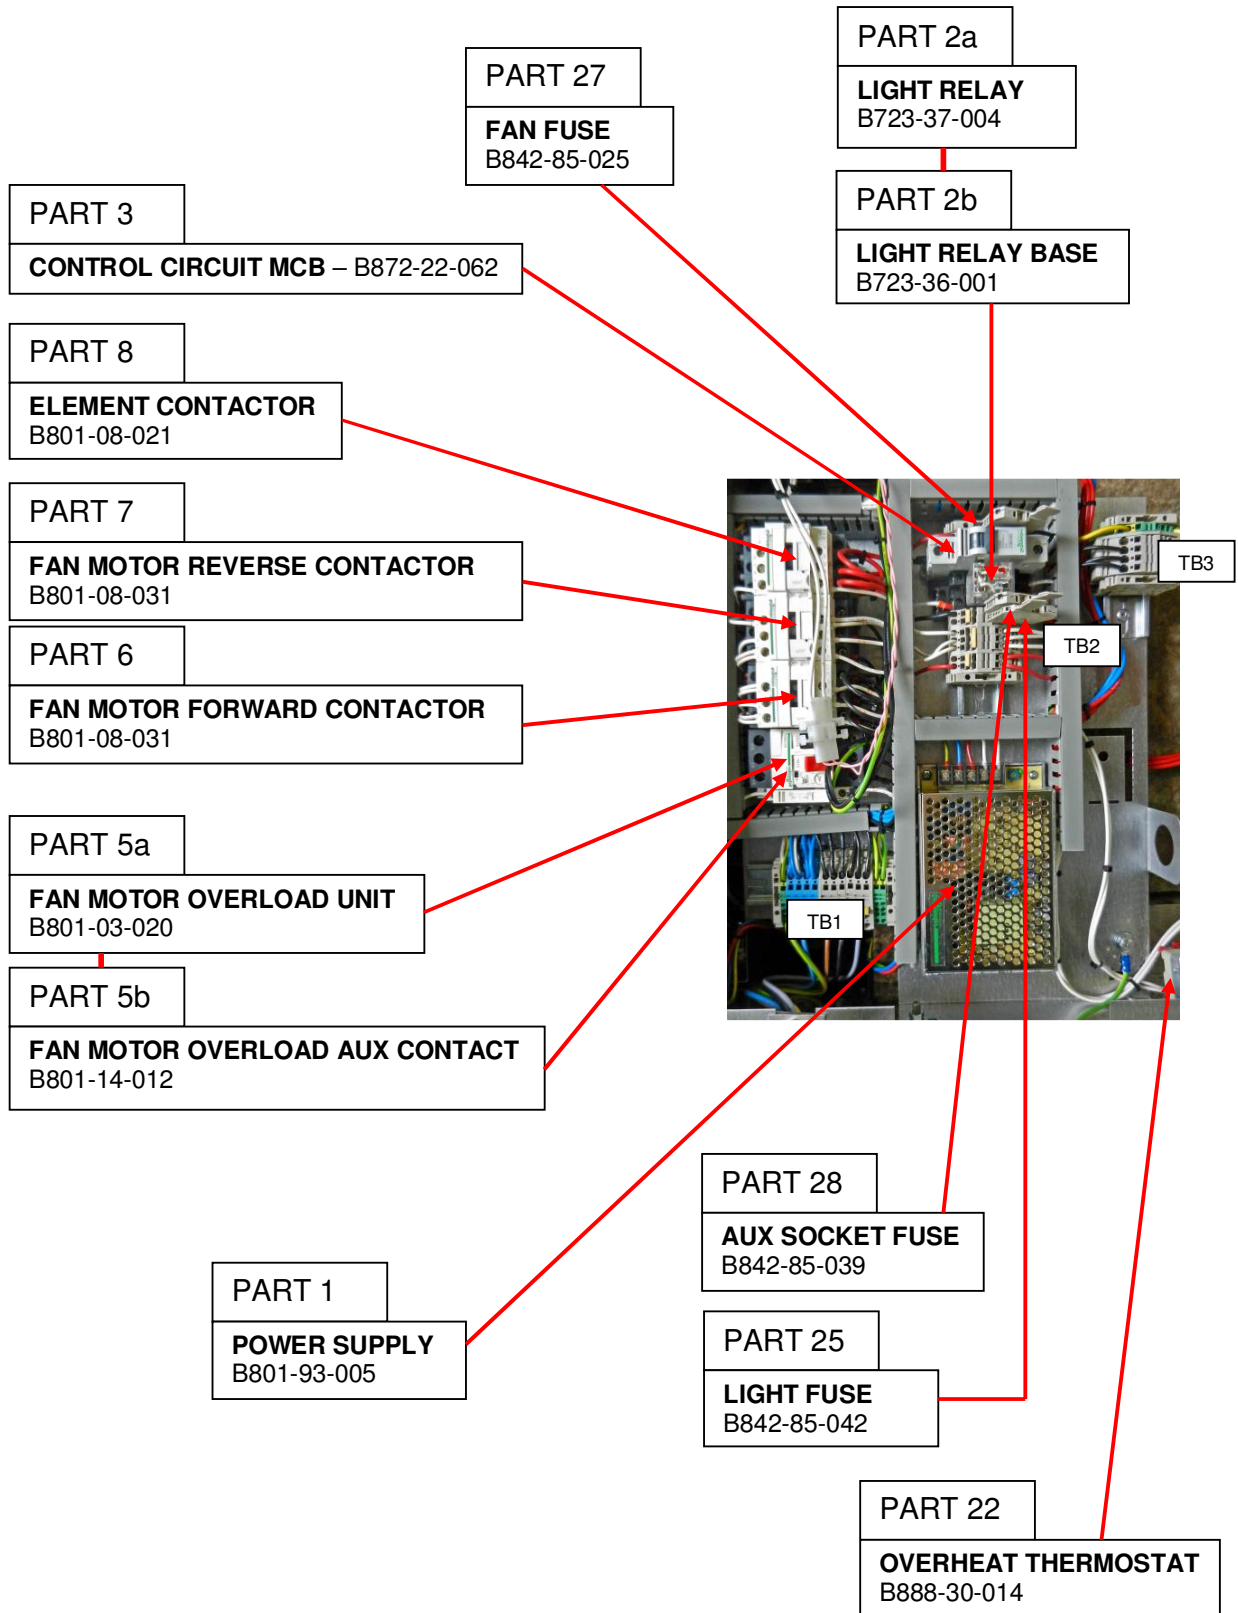 PART 2a
LIGHT RELAY
B723-37-004
PART 27
FAN FUSE
B842-85-025
PART 2b
LIGHT RELAY BASE
B723-36-001
PART 3
CONTROL CIRCUIT MCB – B872-22-062
PART 8
ELEMENT CONTACTOR
B801-08-021
PART 7
FAN MOTOR REVERSE CONTACTOR
B801-08-031
PART 6
FAN MOTOR FORWARD CONTACTOR
B801-08-031
TB3
TB2
PART 5a
FAN MOTOR OVERLOAD UNIT
B801-03-020
TB1
PART 5b
FAN MOTOR OVERLOAD AUX CONTACT
B801-14-012
PART 28
AUX SOCKET FUSE
B842-85-039
PART 1
POWER SUPPLY
B801-93-005
PART 25
LIGHT FUSE
B842-85-042
PART 22
OVERHEAT THERMOSTAT
B888-30-014